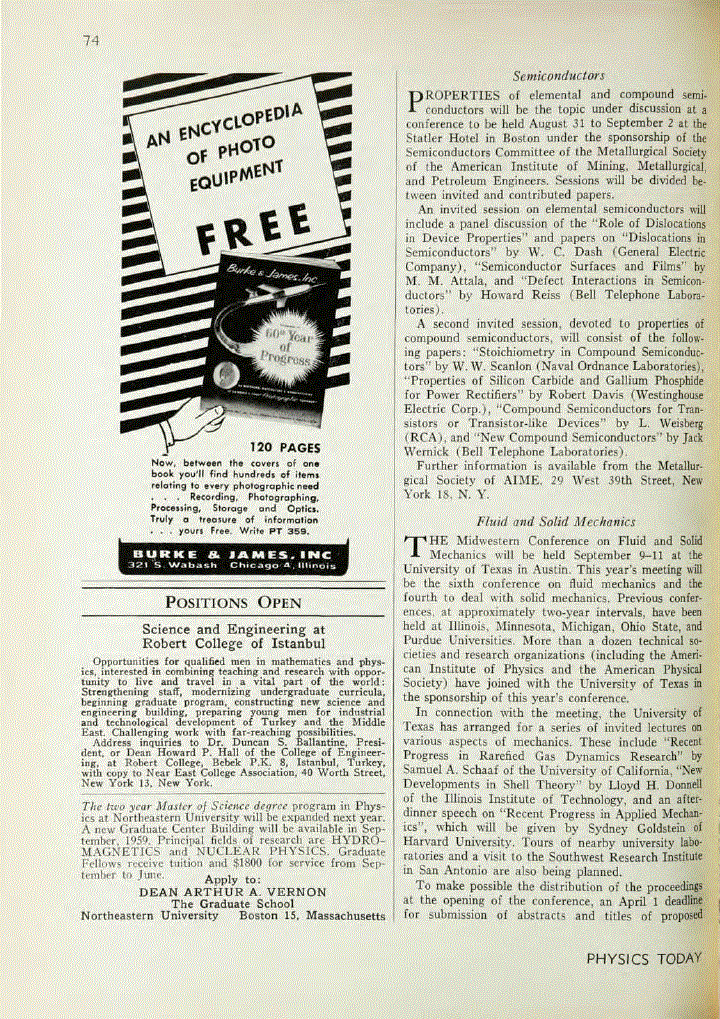 74
AN ENCYCLOPEDIA
OF PHOTO
EQUIPMENT
FREE
Burke & James, Inc
60th Year
of
Progress
120 PAGES
Now, between the covers of one
book you'll find hundreds of items
relating to every photographic need
. . . Recording, Photographing,
Processing, Storage and Optics.
Truly a treasure of information
. . . yours Free. Write PT 359.
BURKE & JAMES, INC
321 S. Wabash Chicago 4, Illinois
POSITIONS OPEN
Science and Engineering at
Robert College of Istanbul
Opportunities for qualified men in mathematics and phys-
ics, interested in combining teaching and research with oppor-
tunity to live and travel in a vital part of the world:
Strengthening staff, modernizing undergraduate curricula,
beginning graduate program, constructing new science and
engineering building, preparing young men for industrial
and technological development of Turkey and the Middle
East. Challenging work with far-reaching possibilities.
Address inquiries to Dr. Duncan S. Ballantine, Presi-
dent, or Dean Howard P. Hall of the College of Engineer-
ing, at Robert College, Bebek P.K. 8, Istanbul, Turkey,
with copy to Near East College Association, 40 Worth Street,
New York 13, New York.
The two year Master of Science degree program in Phys-
ics at Northeastern University will be expanded next year.
A new Graduate Center Building will be available in Sep-
tember, 1959. Principal fields of research are HYDRO-
MAGNETICS and NUCLEAR PHYSICS. Graduate
Fellows receive tuition and $1800 for service from Sep-
tember to June.
Apply to:
DEAN ARTHUR A. VERNON
The Graduate School
Northeastern University Boston 15, Massachusetts
Semiconductors
PROPERTIES of elemental and compound semi-
conductors will be the topic under discussion at a
conference to be held August 31 to September 2 at the
Statler Hotel in Boston under the sponsorship of the
Semiconductors Committee of the Metallurgical Society
of the American Institute of Mining, Metallurgical,
and Petroleum Engineers. Sessions will be divided be-
tween invited and contributed papers.
An invited session on elemental semiconductors will
include a panel discussion of the "Role of Dislocations
in Device Properties" and papers on "Dislocations in
Semiconductors" by W. C. Dash (General Electric
Company), "Semiconductor Surfaces and Films' by
M. M. Attala, and "Defect Interactions in Semicon-
ductors" by Howard Reiss (Bell Telephone Labora-
tories).
A second invited session, devoted to properties of
compound semiconductors, will consist of the follow-
ing papers: "Stoichiometry in Compound Semiconduc-
tors" by W. W. Scanlon (Naval Ordnance Laboratories),
"Properties of Silicon Carbide and Gallium Phosphide
for Power Rectifiers" by Robert Davis (Westinghouse
Electric Corp.), "Compound Semiconductors for Tran-
sistors or Transistor-like Devices" by L. Weisberg
(RCA), and "New Compound Semiconductors" by Jack
Wernick (Bell Telephone Laboratories).
Further information is available from the Metallur-
gical Society of AIME, 29 West 39th Street, New
York 18, N. Y.
Fluid and Solid Mechanics
THE Midwestern Conference on Fluid and Solid
Mechanics will be held September 9–11 at the
University of Texas in Austin. This year's meeting will
be the sixth conference on fluid mechanics and the
fourth to deal with solid mechanics. Previous confer-
ences, at approximately two-year intervals, have been
held at Illinois, Minnesota, Michigan, Ohio State, and
Purdue Universities. More than a dozen technical so-
cieties and research organizations (including the Ameri-
can Institute of Physics and the American Physical
Society) have joined with the University of Texas in
the sponsorship of this year's conference.
In connection with the meeting, the University of
Texas has arranged for a series of invited lectures on
various aspects of mechanics. These include "Recent
Progress in Rarefied Gas Dynamics Research" by
Samuel A. Schaaf of the University of California, "New
Developments in Shell Theory" by Lloyd H. Donnell
of the Illinois Institute of Technology, and an after-
dinner speech on "Recent Progress in Applied Mechan-
ics", which will be given by Sydney Goldstein of
Harvard University. Tours of nearby university labo-
ratories and a visit to the Southwest Research Institute
in San Antonio are also being planned.
To make possible the distribution of the proceedings
at the opening of the conference, an April 1 deadline
for submission of abstracts and titles of proposed
PHYSICS TODAY